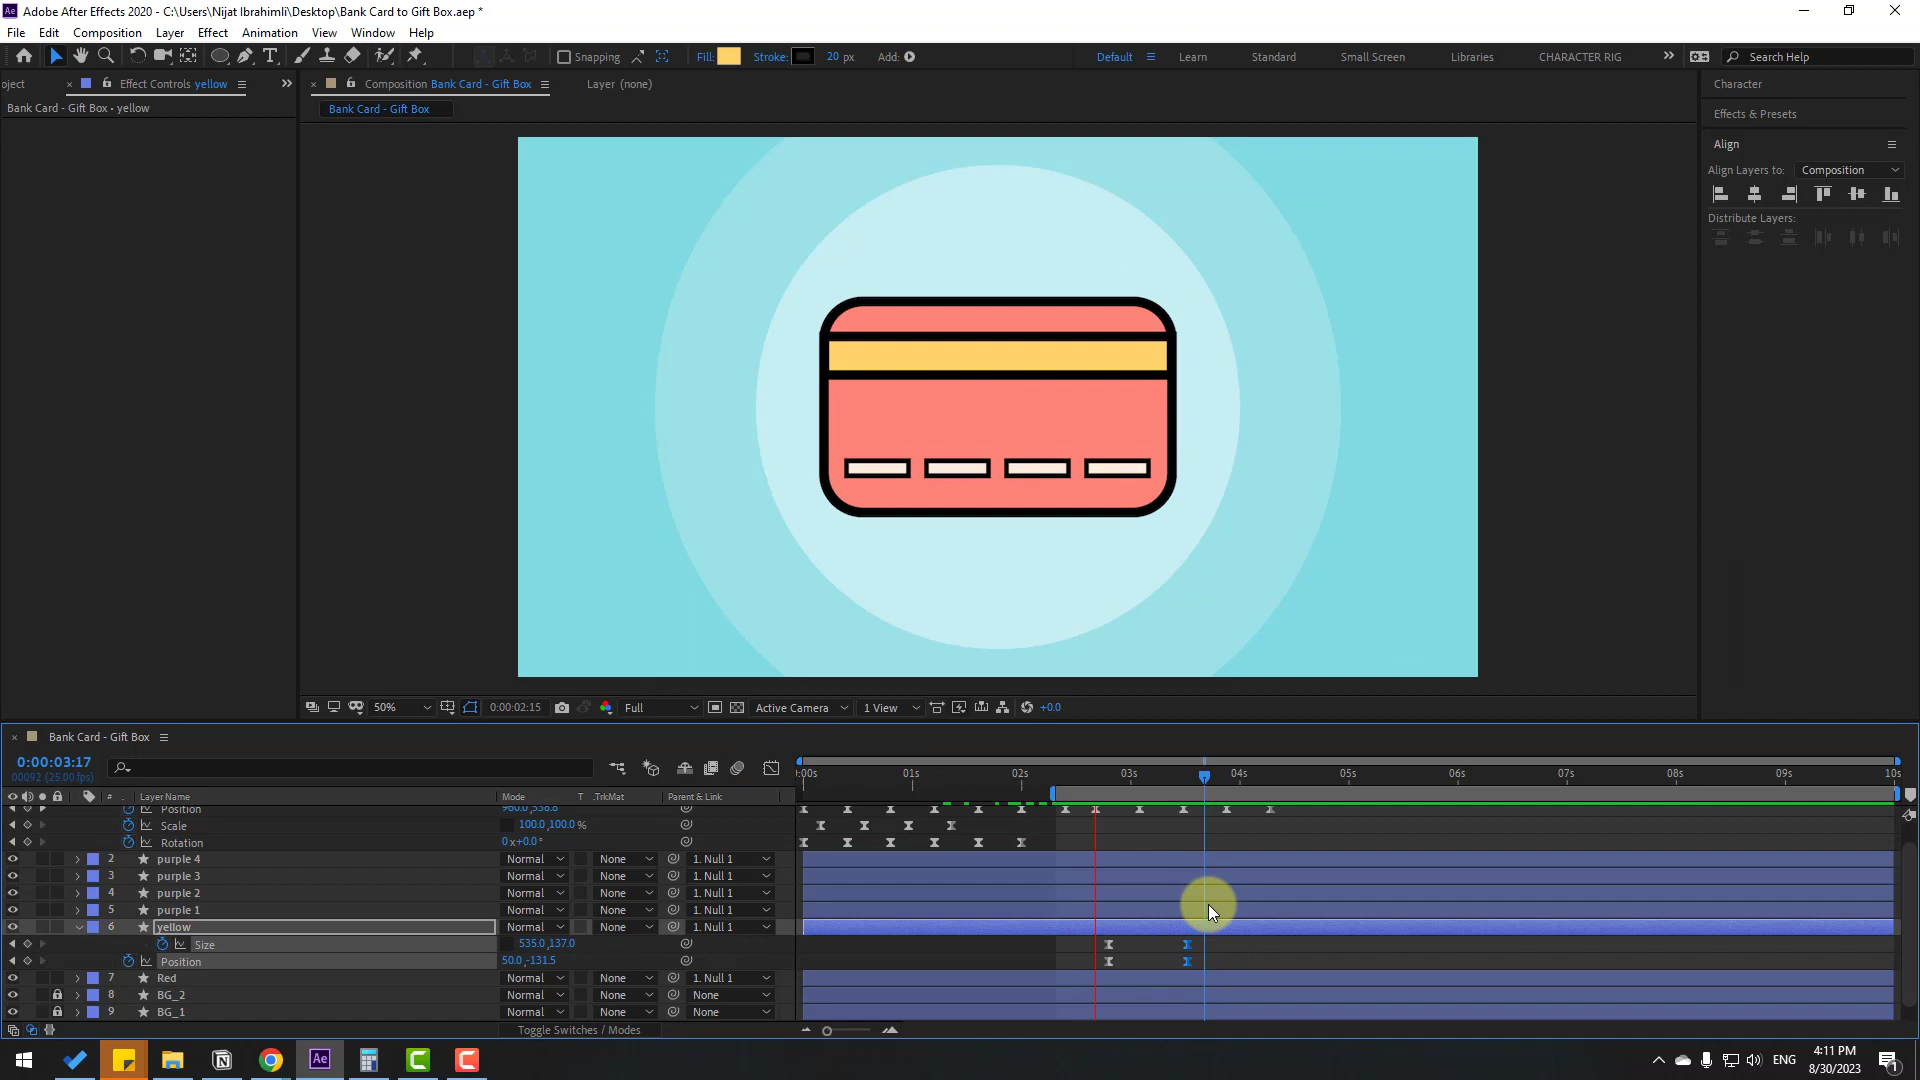 Ae Adobe After Effects 2020 - C:\Users\Nijat Ibrahimli\Desktop\Bank Card to Gift Box.aep *
File Edit Composition Layer Effect Animation View Window Help
Snapping Fill: Stroke: 20 px Add: Default Learn Standard Small Screen Libraries CHARACTER RIG Search Help
oject Effect Controls yellow Composition Bank Card - Gift Box Layer (none) Character
Bank Card - Gift Box • yellow Bank Card - Gift Box
Effects & Presets
Align
Align Layers to: Composition
Distribute Layers:
50% 0:00:02:15 Full Active Camera 1 View +0.0
Bank Card - Gift Box
0:00:03:17
00092 (25.00 fps)
:00s 01s 02s 03s 04s 05s 06s 07s 08s 09s 10s
# Layer Name Mode T .TrkMat Parent & Link
Position 960.0,538.8
Scale 100.0,100.0 %
Rotation 0x+0.0°
2 purple 4 Normal None 1. Null 1
3 purple 3 Normal None 1. Null 1
4 purple 2 Normal None 1. Null 1
5 purple 1 Normal None 1. Null 1
6 yellow Normal None 1. Null 1
Size 535.0,137.0
Position 50.0,-131.5
7 Red Normal None 1. Null 1
8 BG_2 Normal None None
9 BG_1 Normal None None
Toggle Switches / Modes
Ae
ENG
4:11 PM
8/30/2023
1